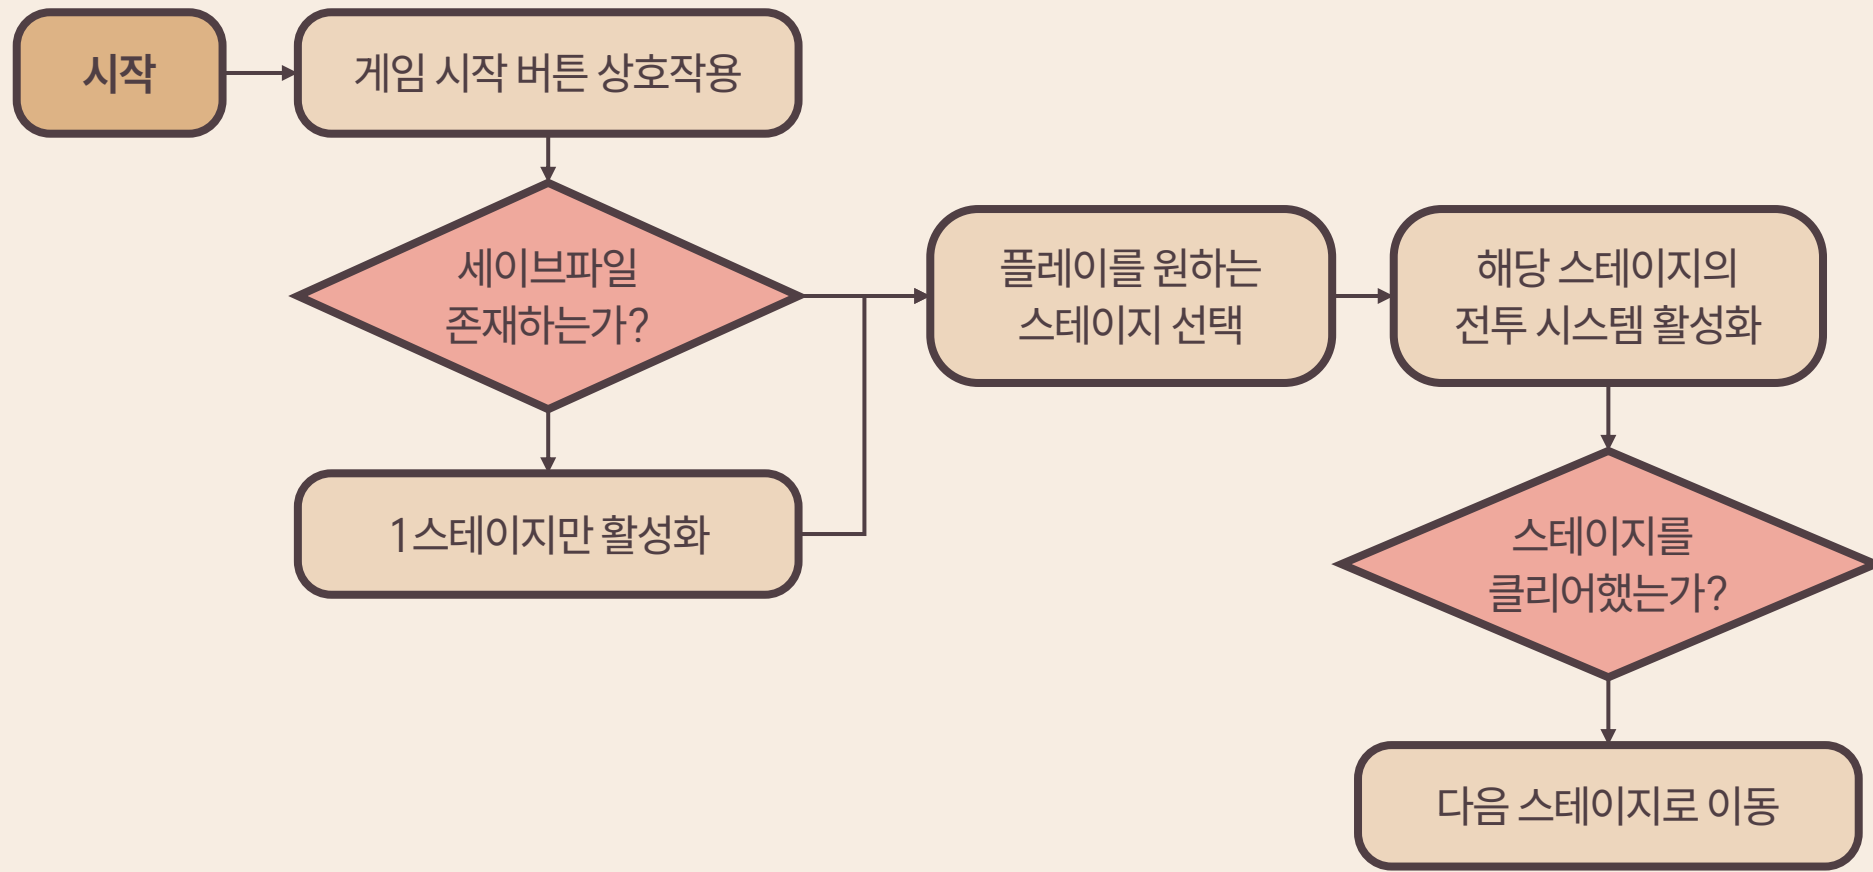 시작
게임 시작 버튼 상호작용
세이브파일
존재하는가?
1스테이지만 활성화
플레이를 원하는
스테이지 선택
해당 스테이지의
전투 시스템 활성화
스테이지를
클리어했는가?
다음 스테이지로 이동